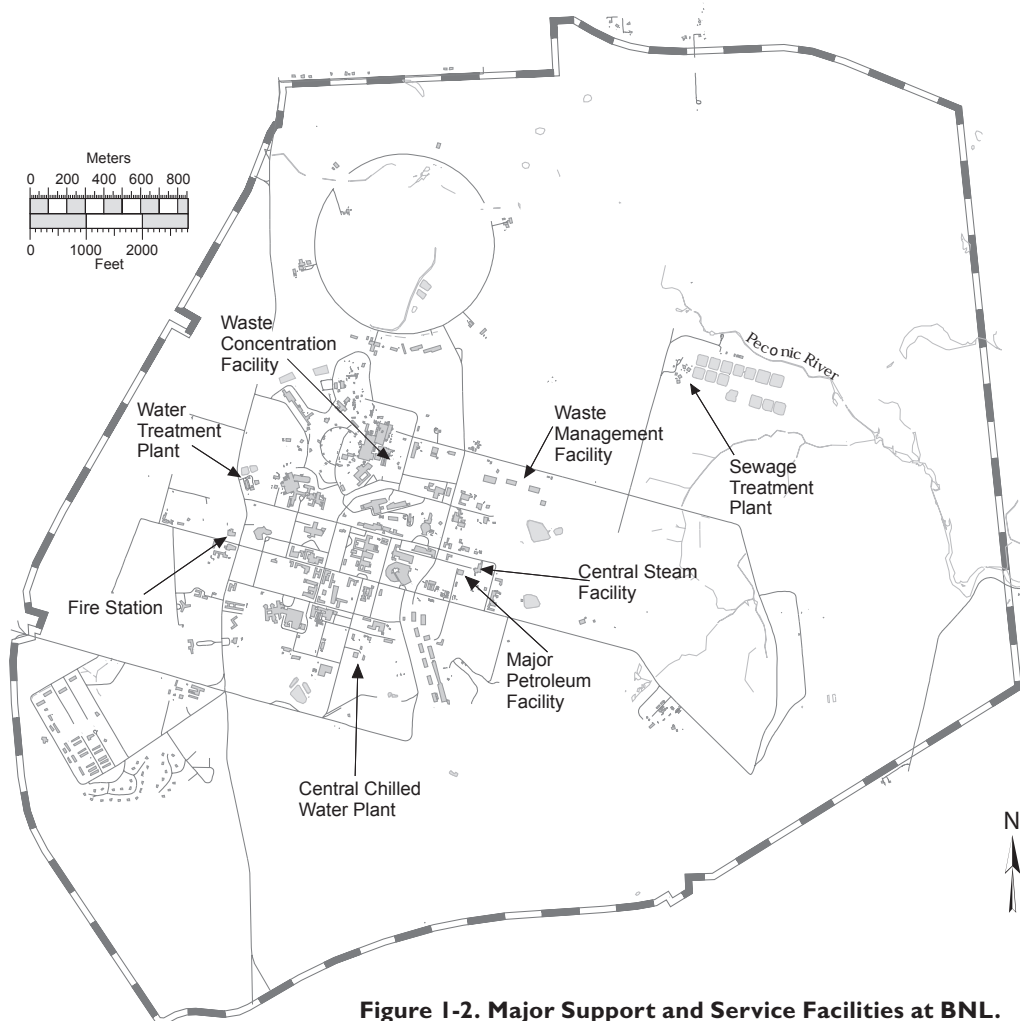 Meters
0 200 400 600 800
0 1000 2000
Feet
Waste
Concentration
Facility
Peconic River
Water
Treatment
Plant
Waste
Management
Facility
Sewage
Treatment
Plant
Fire Station
Central Steam
Facility
Major
Petroleum
Facility
Central Chilled
Water Plant
N
Figure 1-2. Major Support and Service Facilities at BNL.